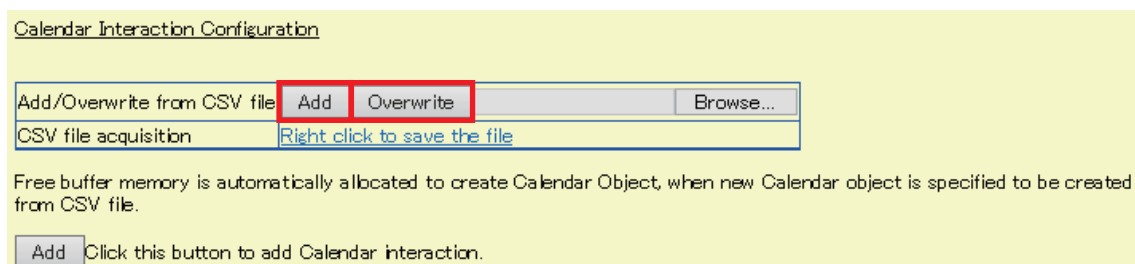 Calendar Interaction Configuration
Add/Overwrite from CSV file Add Overwrite Browse...
CSV file acquisition Right click to save the file
Free buffer memory is automatically allocated to create Calendar Object, when new Calendar object is specified to be created
from CSV file.
Add Click this button to add Calendar interaction.